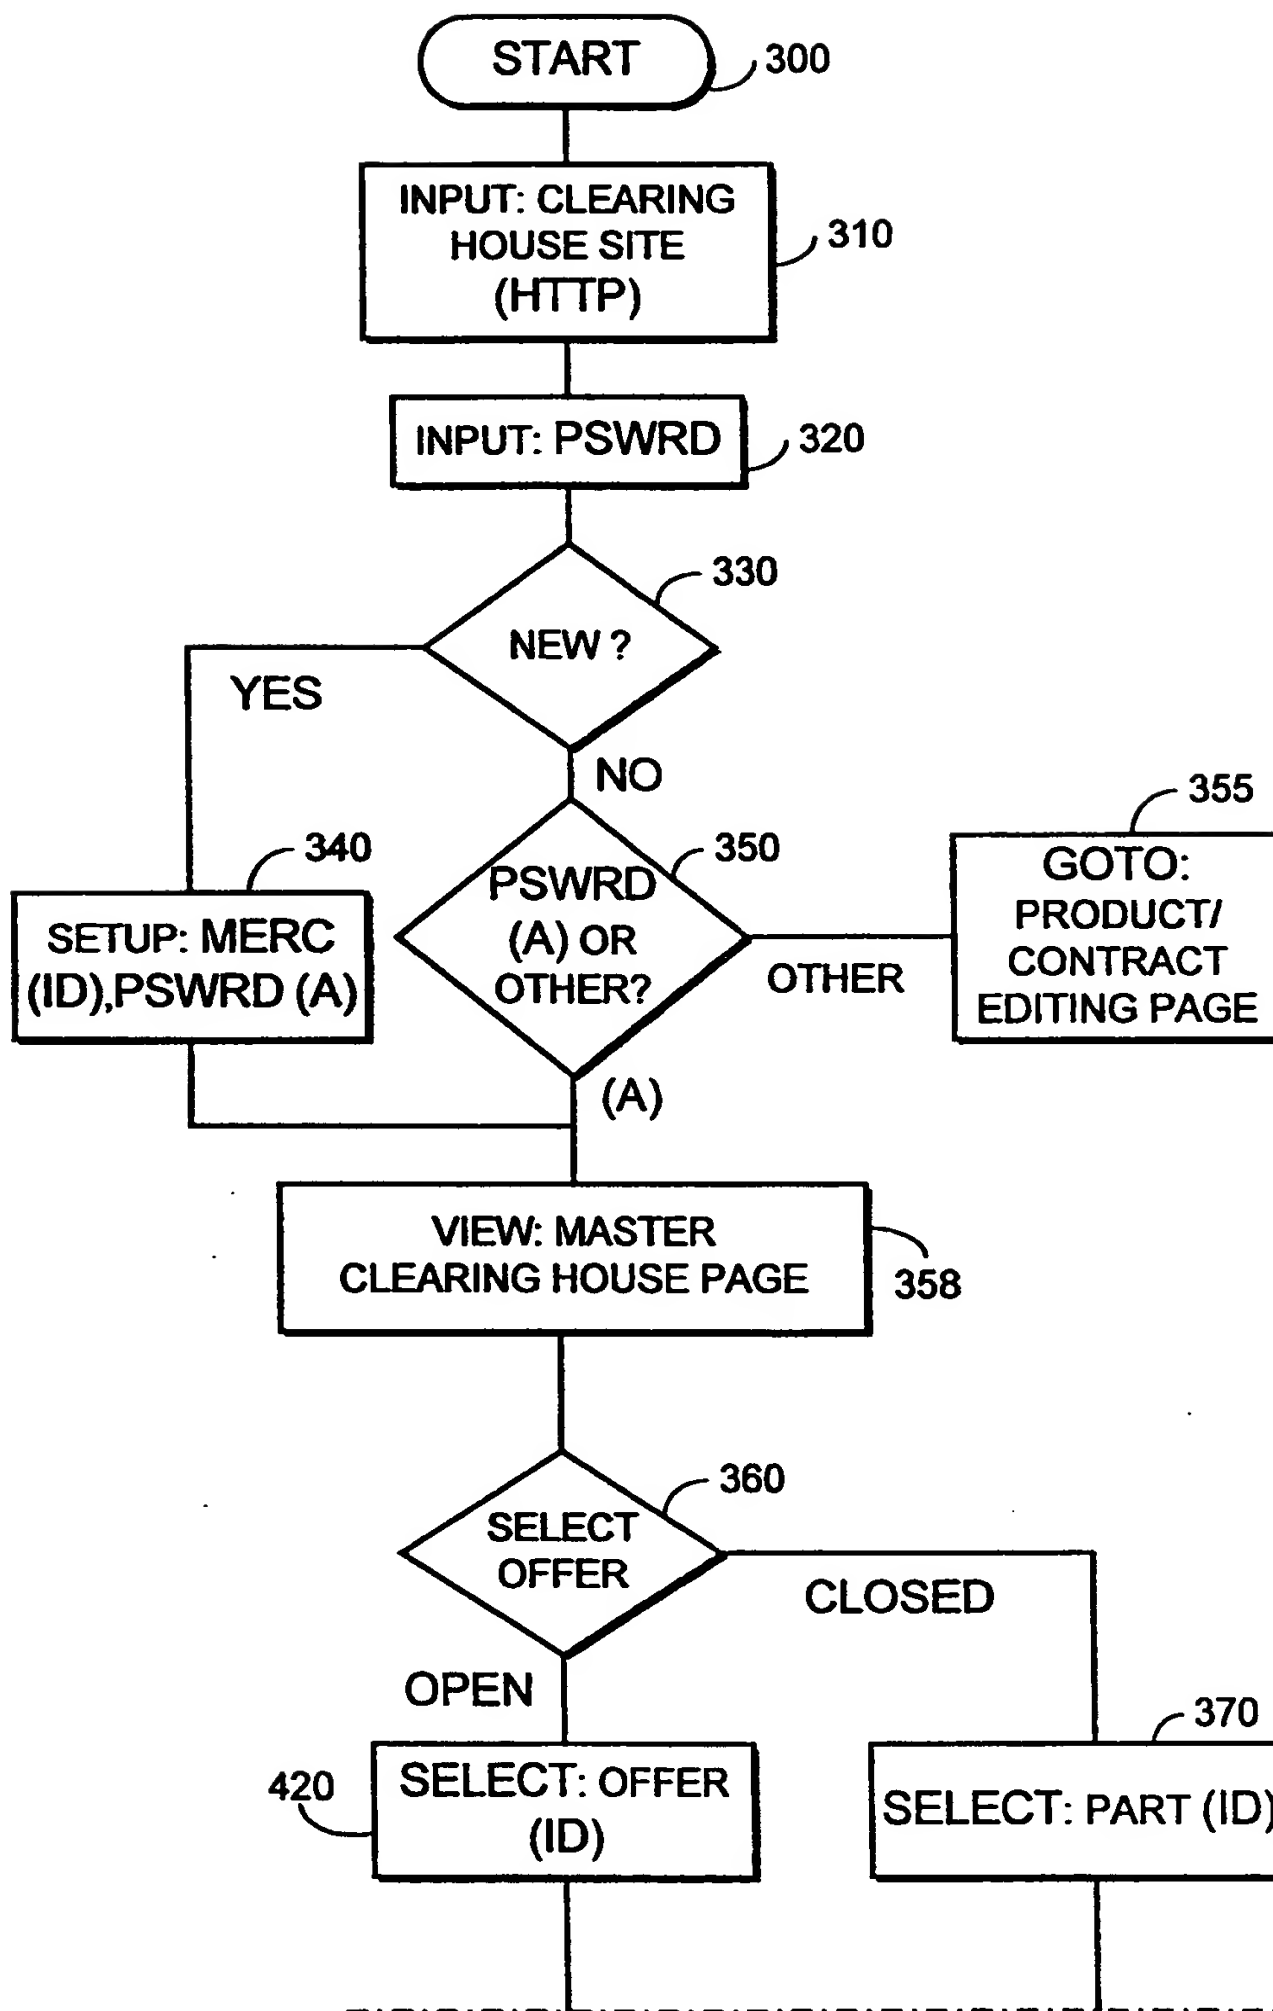 START
300
INPUT: CLEARING
HOUSE SITE
(HTTP)
310
INPUT: PSWRD
320
330
NEW ?
YES
NO
355
340
350
SETUP: MERC
(ID),PSWRD (A)
PSWRD
(A) OR
OTHER?
OTHER
GOTO:
PRODUCT/
CONTRACT
EDITING PAGE
(A)
VIEW: MASTER
CLEARING HOUSE PAGE
358
360
SELECT
OFFER
CLOSED
OPEN
370
420
SELECT: OFFER
(ID)
SELECT: PART (ID)